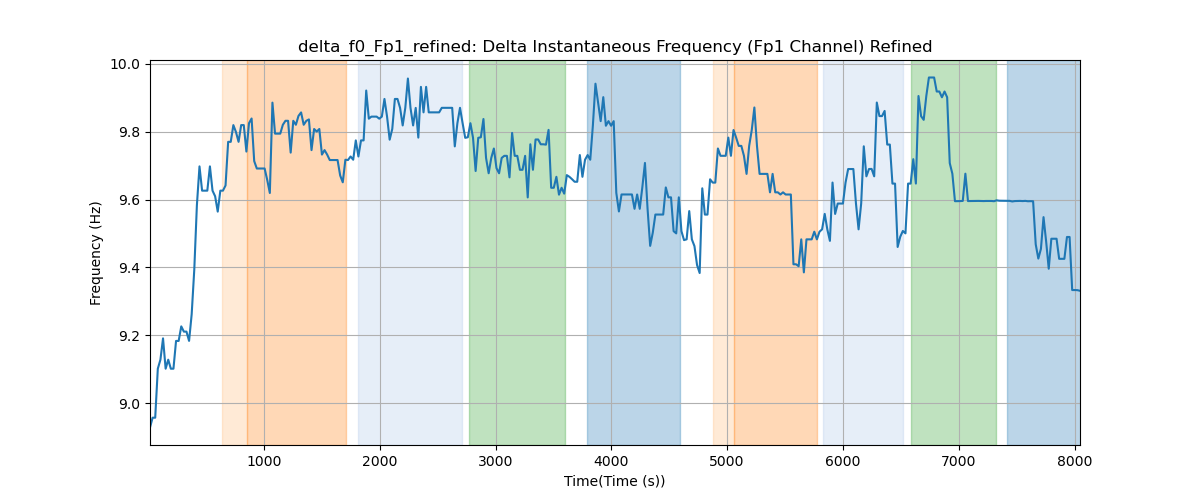 delta_f0_Fp1_refined: Delta Instantaneous Frequency (Fp1 Channel) Refined
Frequency (Hz)
10.0
9.8
9.6
9.4
9.2
9.0
1000 2000 3000 4000 5000 6000 7000 8000
Time(Time (s))